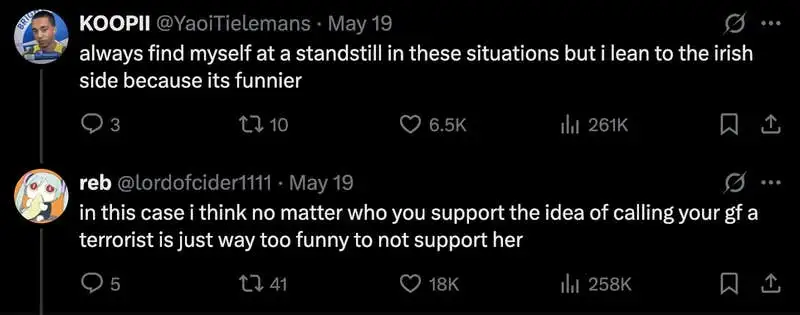 KOOPII @YaoiTielemans · May 19
always find myself at a standstill in these situations but i lean to the irish
side because its funnier
3 10 6.5K 261K
reb @lordofcider1111 · May 19
in this case i think no matter who you support the idea of calling your gf a
terrorist is just way too funny to not support her
5 41 18K 258K